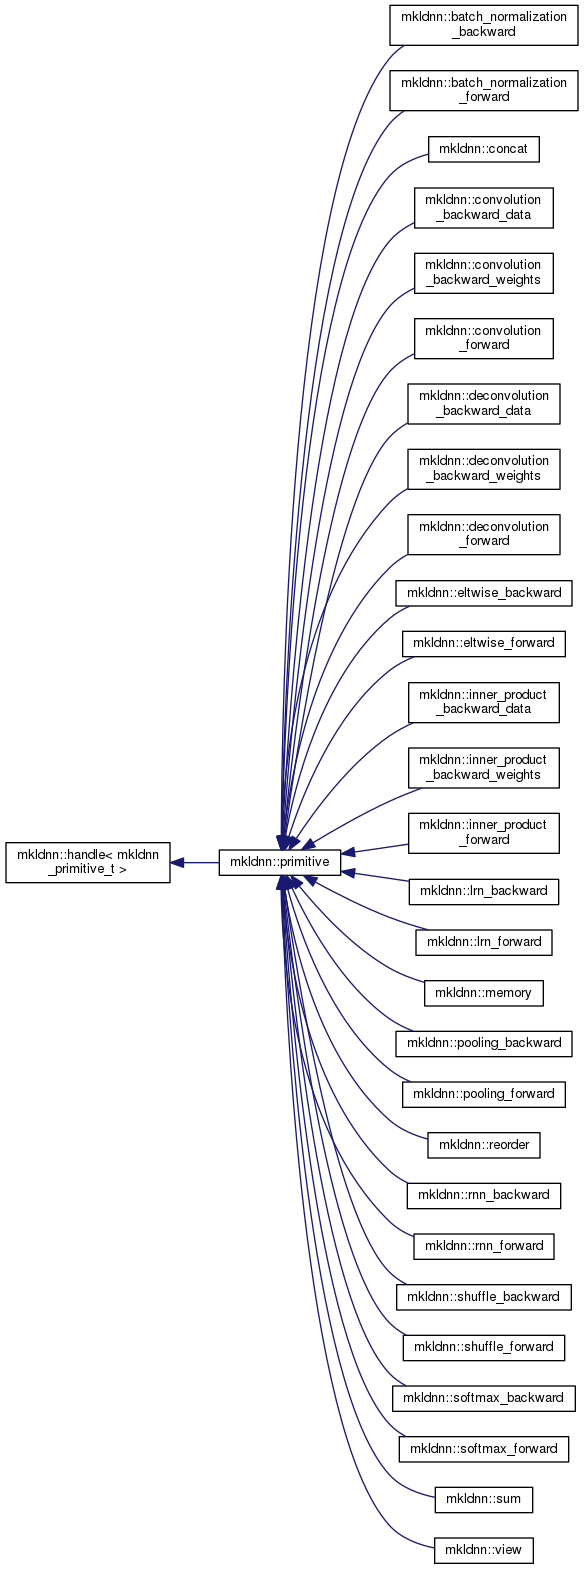 mkldnn::batch_normalization
_backward
mkldnn::batch_normalization
_forward
mkldnn::concat
mkldnn::convolution
_backward_data
mkldnn::convolution
_backward_weights
mkldnn::convolution
_forward
mkldnn::deconvolution
_backward_data
mkldnn::deconvolution
_backward_weights
mkldnn::deconvolution
_forward
mkldnn::eltwise_backward
mkldnn::eltwise_forward
mkldnn::inner_product
_backward_data
mkldnn::inner_product
_backward_weights
mkldnn::inner_product
_forward
mkldnn::handle< mkldnn
_primitive_t >
mkldnn::primitive
mkldnn::lrn_backward
mkldnn::lrn_forward
mkldnn::memory
mkldnn::pooling_backward
mkldnn::pooling_forward
mkldnn::reorder
mkldnn::rnn_backward
mkldnn::rnn_forward
mkldnn::shuffle_backward
mkldnn::shuffle_forward
mkldnn::softmax_backward
mkldnn::softmax_forward
mkldnn::sum
mkldnn::view